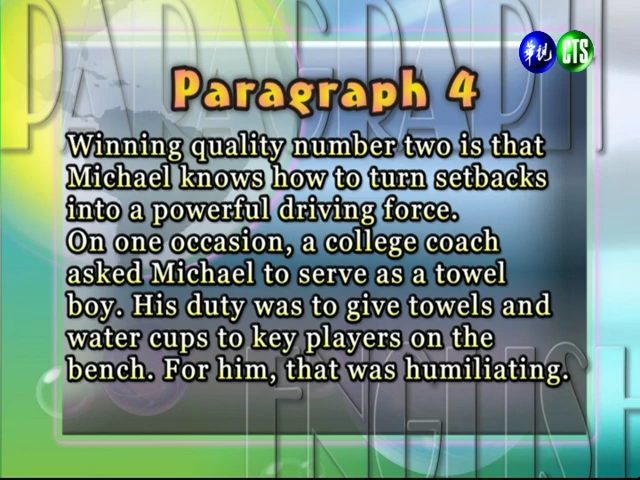 PARAGRAPH
華視 CTS
Paragraph 4
Winning quality number two is that
Michael knows how to turn setbacks
into a powerful driving force.
On one occasion, a college coach
asked Michael to serve as a towel
boy. His duty was to give towels and
water cups to key players on the
bench. For him, that was humiliating.
ENGLISH